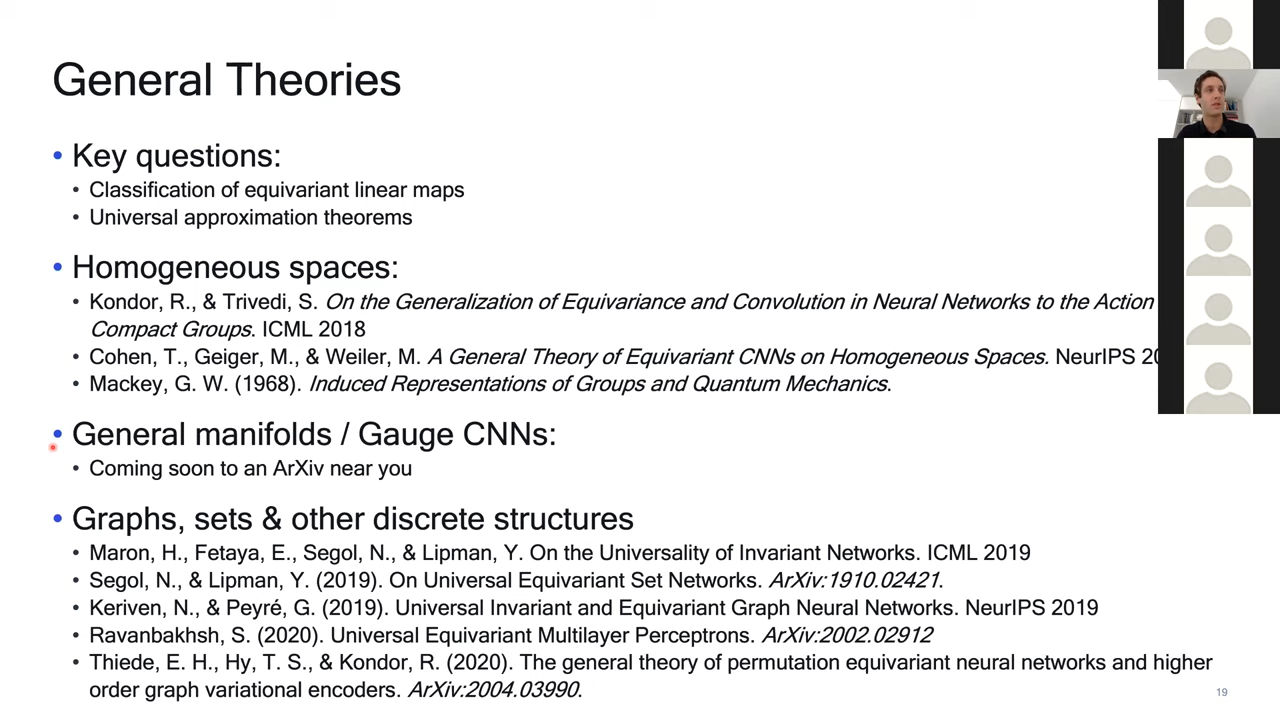 General Theories
• Key questions:
• Classification of equivariant linear maps
• Universal approximation theorems
• Homogeneous spaces:
• Kondor, R., & Trivedi, S. On the Generalization of Equivariance and Convolution in Neural Networks to the Action
Compact Groups. ICML 2018
• Cohen, T., Geiger, M., & Weiler, M. A General Theory of Equivariant CNNs on Homogeneous Spaces. NeurIPS
• Mackey, G. W. (1968). Induced Representations of Groups and Quantum Mechanics.
• General manifolds / Gauge CNNs:
• Coming soon to an ArXiv near you
• Graphs, sets & other discrete structures
• Maron, H., Fetaya, E., Segol, N., & Lipman, Y. On the Universality of Invariant Networks. ICML 2019
• Segol, N., & Lipman, Y. (2019). On Universal Equivariant Set Networks. ArXiv:1910.02421.
• Keriven, N., & Peyré, G. (2019). Universal Invariant and Equivariant Graph Neural Networks. NeurIPS 2019
• Ravanbakhsh, S. (2020). Universal Equivariant Multilayer Perceptrons. ArXiv:2002.02912
• Thiede, E. H., Hy, T. S., & Kondor, R. (2020). The general theory of permutation equivariant neural networks and higher
order graph variational encoders. ArXiv:2004.03990.
19